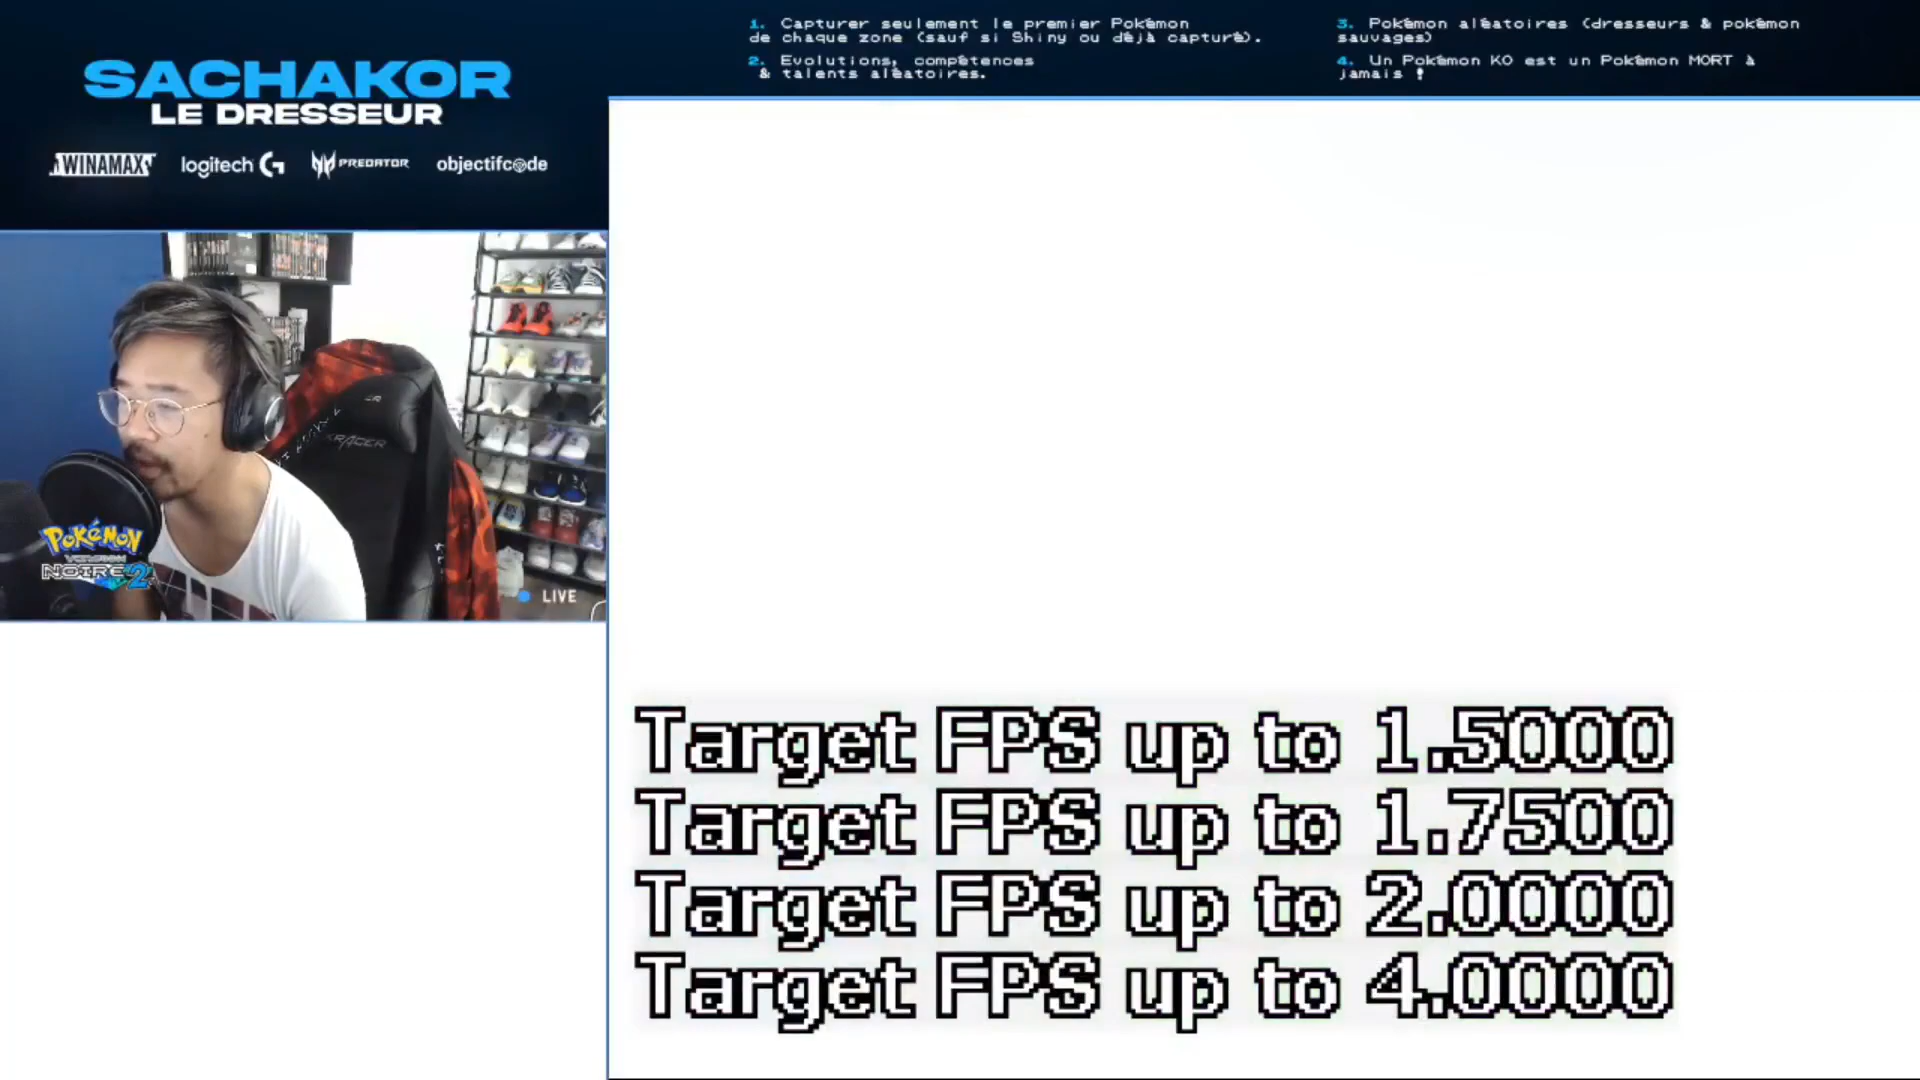 SACHAKOR
LE DRESSEUR
WINAMAX
logitech G
PREDATOR
objectifcode
1. Capturer seulement le premier Pokémon
de chaque zone (sauf si Shiny ou déjà capturé).
2. Evolutions, compétences
& talents aléatoires.
3. Pokémon aléatoires (dresseurs & pokémon
sauvages)
4. Un Pokémon KO est un Pokémon MORT à
jamais !
POKéMON
VERSION
NOIRE 2
LIVE
Target FPS up to 1.5000
Target FPS up to 1.7500
Target FPS up to 2.0000
Target FPS up to 4.0000